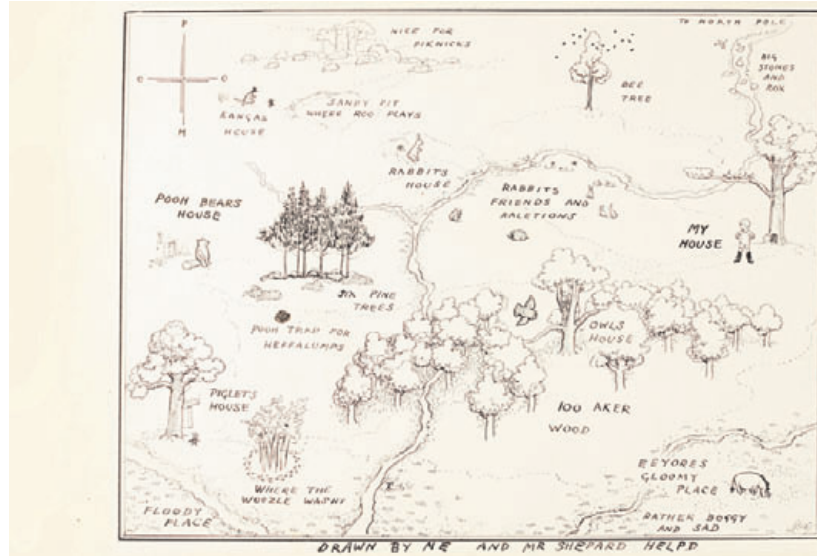 P
O O
H
NICE FOR
PIKNICKS
TO NORTH POLE
BIG
STONES
AND
ROX
BEE
TREE
KANGAS
HOUSE
SANDY PIT
WHERE ROO PLAYS
RABBITS
HOUSE
RABBITS
FRIENDS AND
RALETIONS
POOH BEARS
HOUSE
MY
HOUSE
SIX PINE
TREES
POOH TRAP FOR
HEFFALUMPS
OWLS
HOUSE
PIGLETS
HOUSE
100 AKER
WOOD
WHERE THE
WOOZLE WASNT
FLOODY
PLACE
EEYORES
GLOOMY
PLACE
RATHER BOGGY
AND SAD
DRAWN BY ME AND MR SHEPARD HELPD